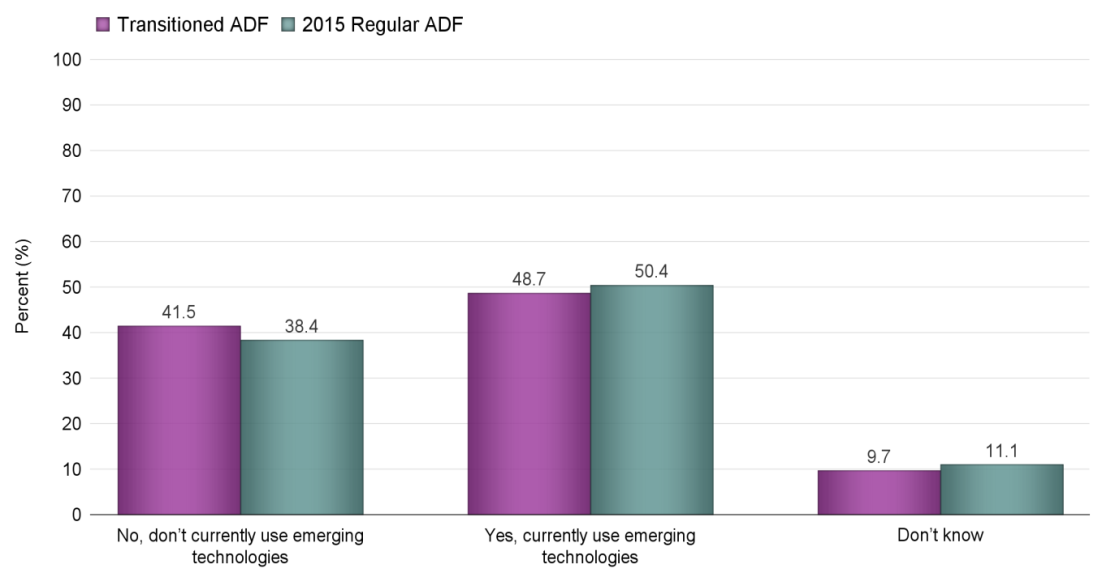 Transitioned ADF 2015 Regular ADF
100
90
80
70
60
50
40
30
20
10
0
Percent (%)
41.5
38.4
48.7
50.4
9.7
11.1
No, don’t currently use emerging
technologies
Yes, currently use emerging
technologies
Don’t know